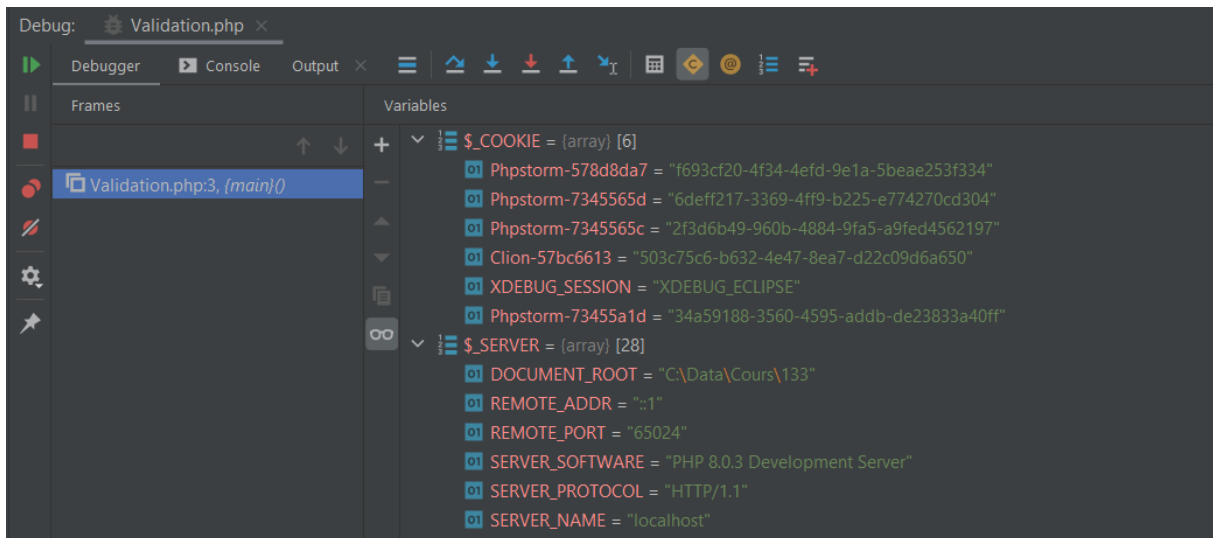 Debug: Validation.php
Debugger Console Output
Frames Variables
$_COOKIE = {array} [6]
Phpstorm-578d8da7 = "f693cf20-4f34-4efd-9e1a-5beae253f334"
Validation.php:3, {main}()
Phpstorm-7345565d = "6deff217-3369-4ff9-b225-e774270cd304"
Phpstorm-7345565c = "2f3d6b49-960b-4884-9fa5-a9fed4562197"
Clion-57bc6613 = "503c75c6-b632-4e47-8ea7-d22c09d6a650"
XDEBUG_SESSION = "XDEBUG_ECLIPSE"
Phpstorm-73455a1d = "34a59188-3560-4595-addb-de23833a40ff"
$_SERVER = {array} [28]
DOCUMENT_ROOT = "C:\Data\Cours\133"
REMOTE_ADDR = "::1"
REMOTE_PORT = "65024"
SERVER_SOFTWARE = "PHP 8.0.3 Development Server"
SERVER_PROTOCOL = "HTTP/1.1"
SERVER_NAME = "localhost"